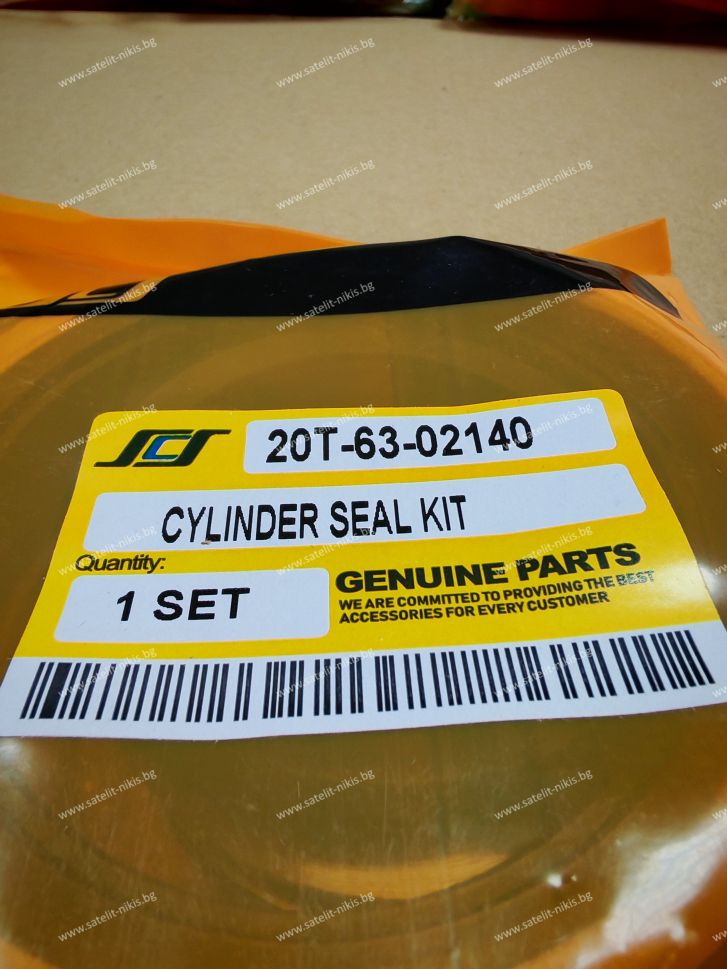 SCS
20T-63-02140
CYLINDER SEAL KIT
Quantity:
1 SET
GENUINE PARTS
WE ARE COMMITTED TO PROVIDING THE BEST
ACCESSORIES FOR EVERY CUSTOMER
www.satelit-nikis.bg